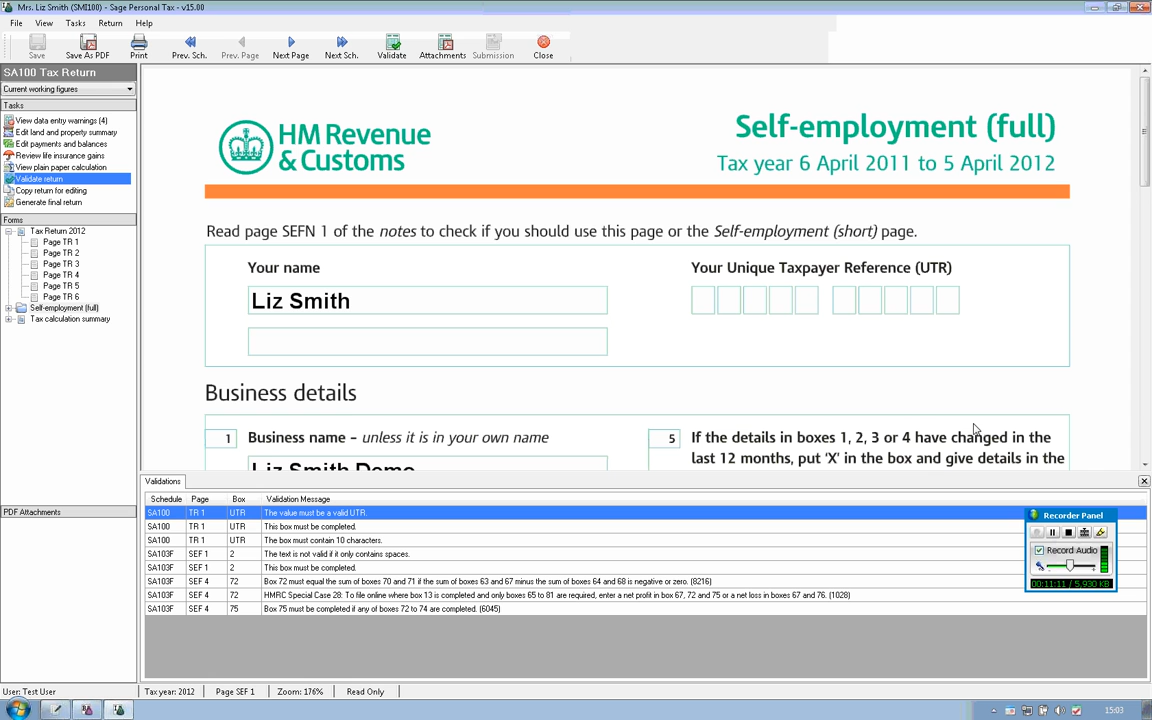 Mrs. Liz Smith (SMI100) - Sage Personal Tax - v15.00
File View Tasks Return Help
Save Save As PDF Print Prev. Sch. Prev. Page Next Page Next Sch. Validate Attachments Submission Close
SA100 Tax Return
Current working figures
Tasks
View data entry warnings (4)
Edit land and property summary
Edit payments and balances
Review life insurance gains
View plain paper calculation
Validate return
Copy return for editing
Generate final return
Forms
Tax Return 2012
Page TR 1
Page TR 2
Page TR 3
Page TR 4
Page TR 5
Page TR 6
Self-employment (full)
Tax calculation summary
PDF Attachments
HM Revenue
& Customs
Self-employment (full)
Tax year 6 April 2011 to 5 April 2012
Read page SEFN 1 of the notes to check if you should use this page or the Self-employment (short) page.
Your name
Liz Smith
Your Unique Taxpayer Reference (UTR)
Business details
1 Business name – unless it is in your own name
Liz Smith Demo
5 If the details in boxes 1, 2, 3 or 4 have changed in the
last 12 months, put ‘X’ in the box and give details in the
Validations
Schedule Page Box Validation Message
SA100 TR 1 UTR The value must be a valid UTR.
SA100 TR 1 UTR This box must be completed.
SA100 TR 1 UTR The box must contain 10 characters.
SA103F SEF 1 2 The text is not valid if it only contains spaces.
SA103F SEF 1 2 This box must be completed.
SA103F SEF 4 72 Box 72 must equal the sum of boxes 70 and 71 if the sum of boxes 63 and 67 minus the sum of boxes 64 and 68 is negative or zero. (8216)
SA103F SEF 4 72 HMRC Special Case 28: To file online where box 13 is completed and only boxes 65 to 81 are required, enter a net profit in box 67, 72 and 75 or a net loss in boxes 67 and 76. (1028)
SA103F SEF 4 75 Box 75 must be completed if any of boxes 72 to 74 are completed. (6045)
Recorder Panel
Record Audio
00:11:11 / 5,930 KB
User: Test User
Tax year: 2012 Page SEF 1 Zoom: 176% Read Only
15:03